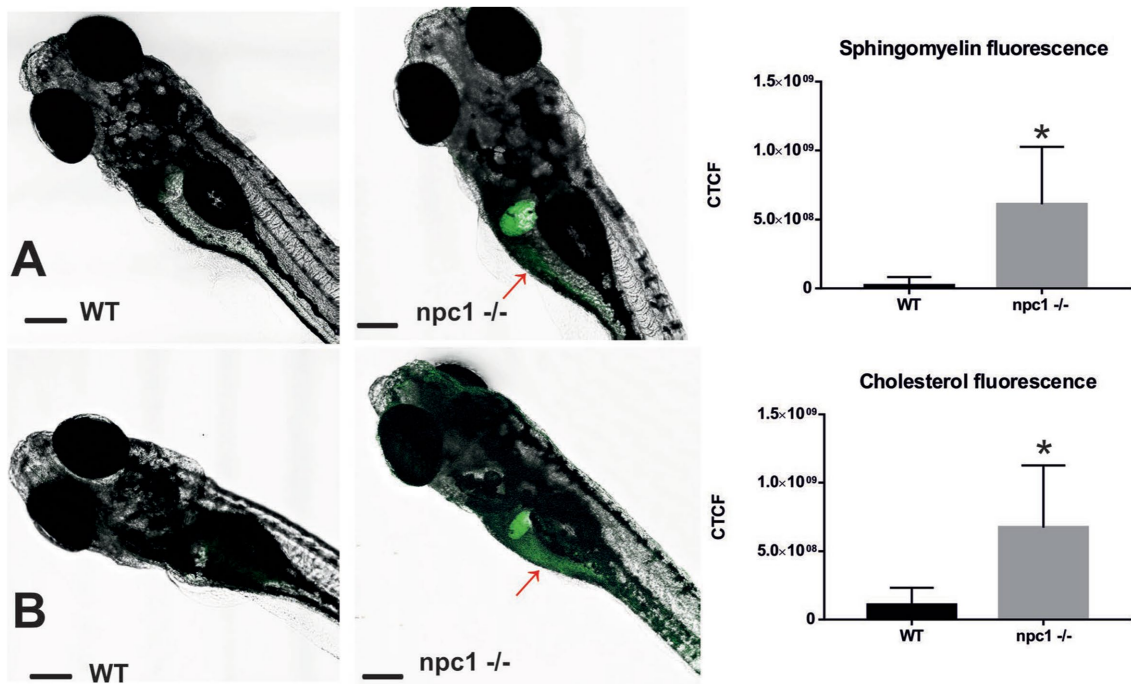 A
WT
npc1 -/-
Sphingomyelin fluorescence
CTCF
1.5×10⁰⁹
1.0×10⁰⁹
5.0×10⁰⁸
0
*
WT
npc1 -/-
B
WT
npc1 -/-
Cholesterol fluorescence
CTCF
1.5×10⁰⁹
1.0×10⁰⁹
5.0×10⁰⁸
0
*
WT
npc1 -/-